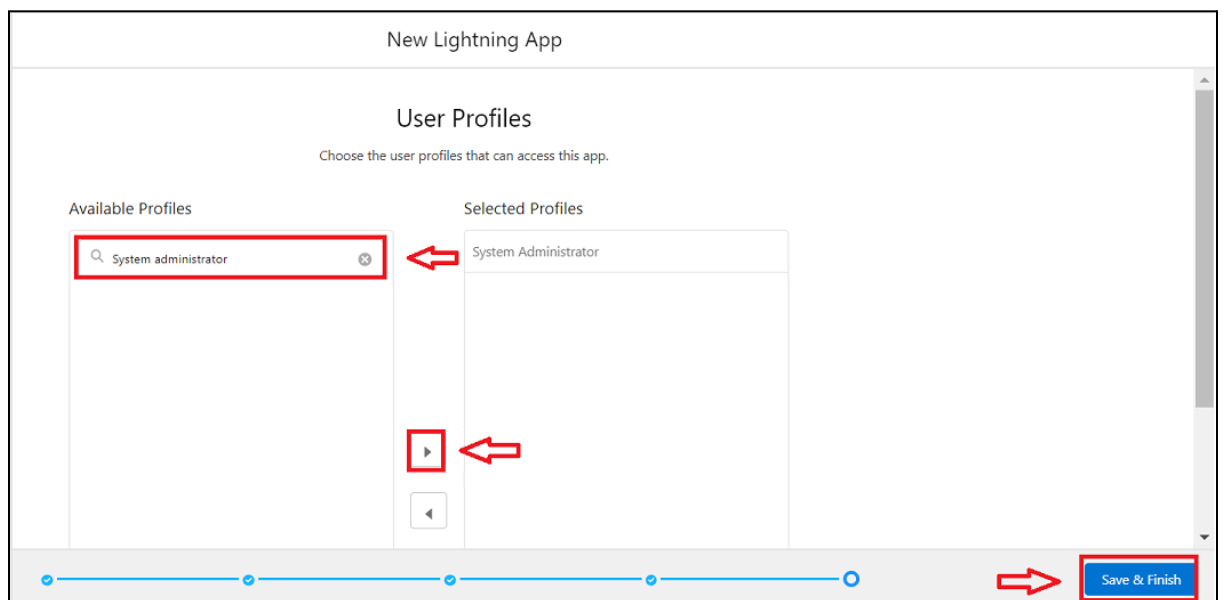 New Lightning App
User Profiles
Choose the user profiles that can access this app.
Available Profiles
Selected Profiles
System administrator
System Administrator
Save & Finish